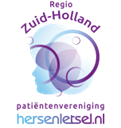 Regio
Zuid-Holland
patiëntenvereniging
hersenletsel.nl